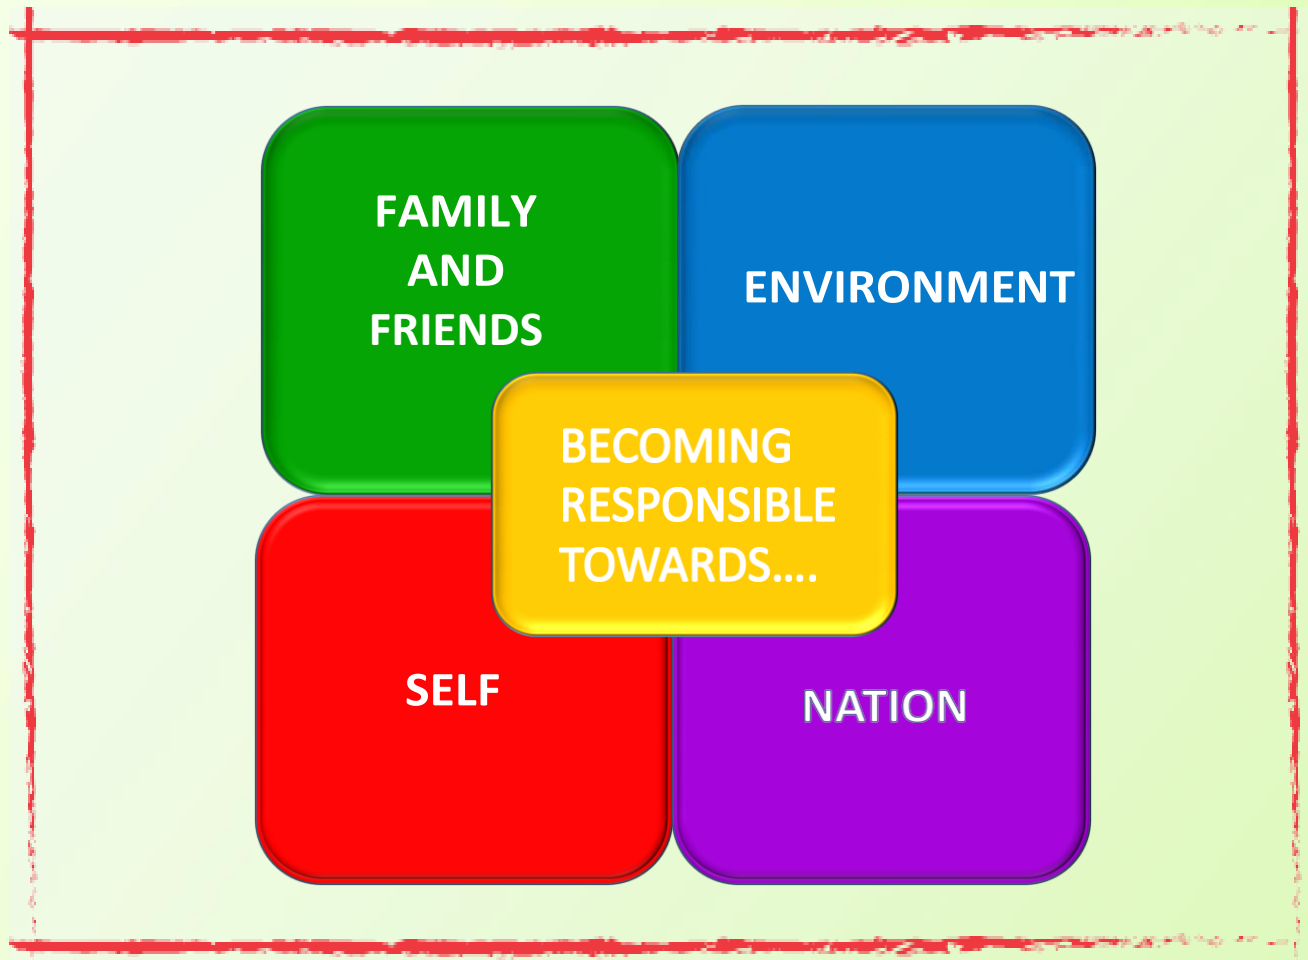 FAMILY
AND
FRIENDS
ENVIRONMENT
BECOMING
RESPONSIBLE
TOWARDS....
SELF
NATION